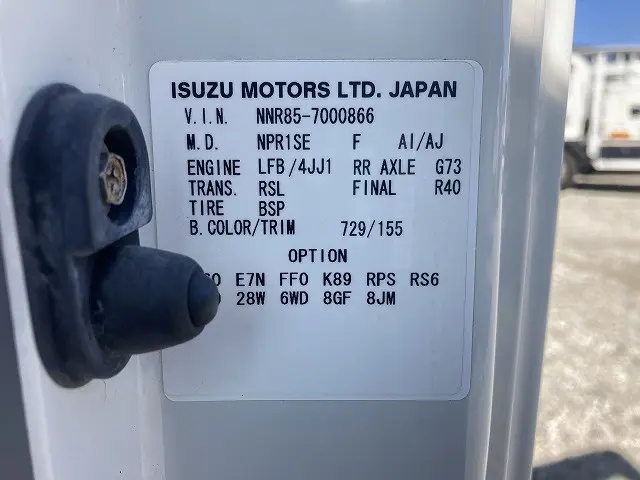 ISUZU MOTORS LTD. JAPAN
V.I.N. NNR85-7000866
M.D. NPR1SE F AI/AJ
ENGINE LFB/4JJ1 RR AXLE G73
TRANS. RSL FINAL R40
TIRE BSP
B.COLOR/TRIM 729/155
OPTION
E7N FF0 K89 RPS RS6
28W 6WD 8GF 8JM